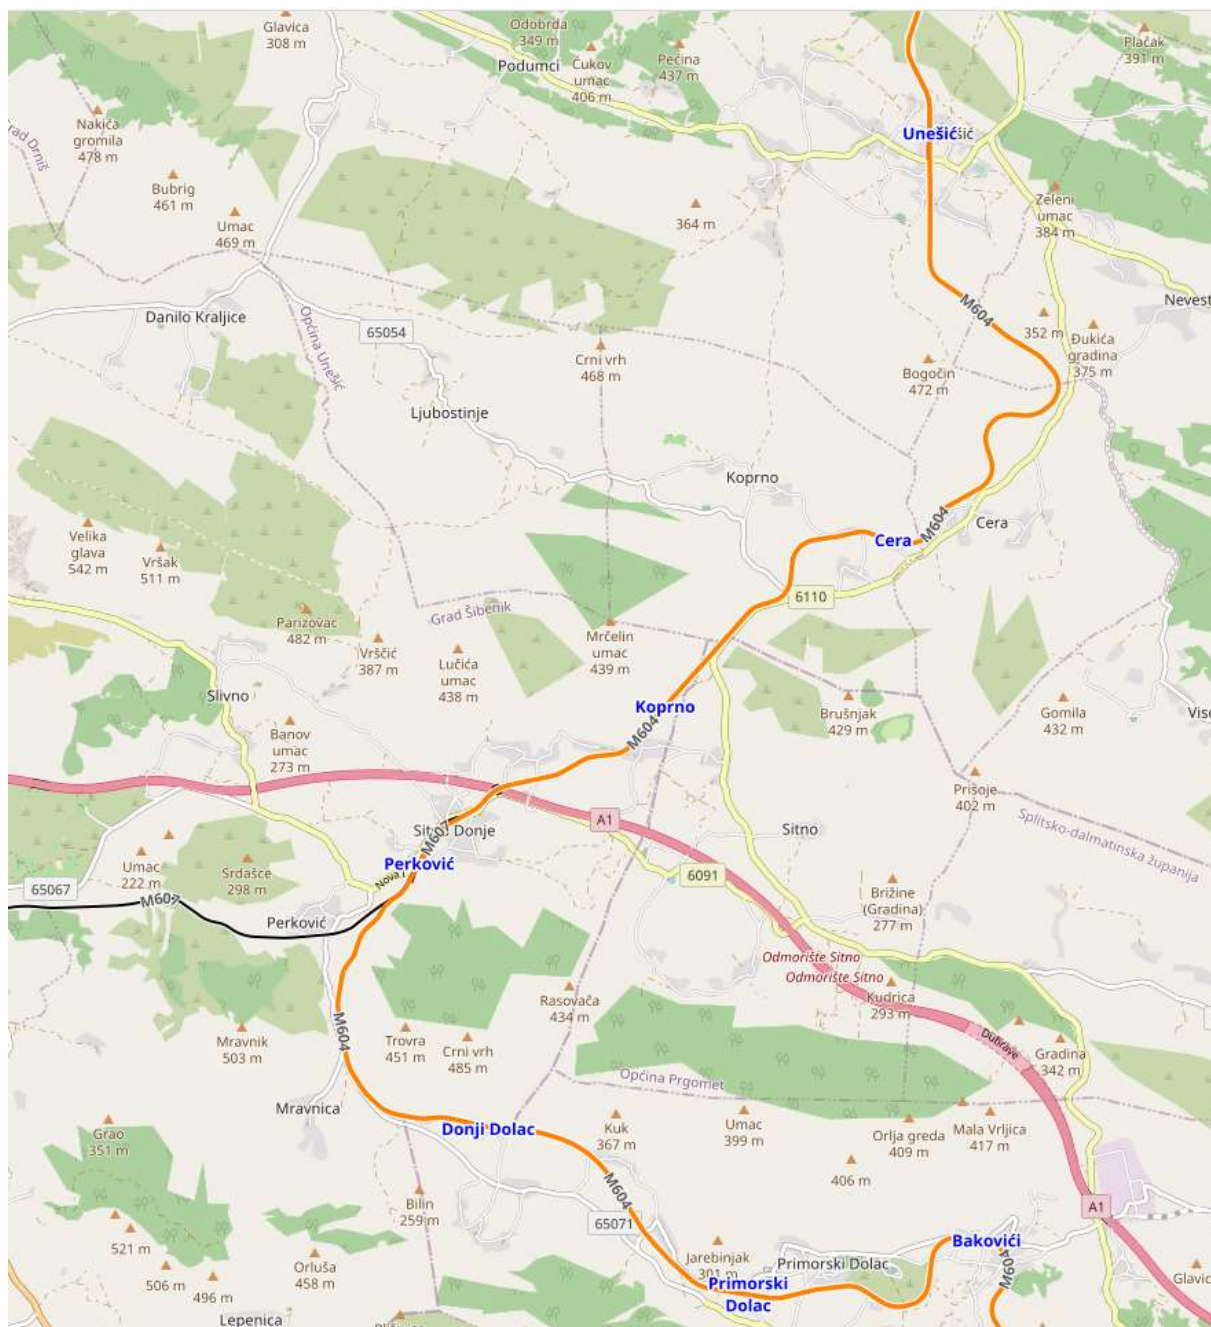 Glavica
308 m
Odobrda
349 m
Podumci
Čukov
umac
406 m
Pećina
437 m
Plačak
391 m
Nakića
gromila
478 m
Unešić
Bubrig
461 m
Umac
469 m
364 m
Zeleni
umac
384 m
Danilo Kraljice
65054
Općina Unešić
M604
352 m
Đukića
gradina
375 m
Crni vrh
468 m
Bogočin
472 m
Ljubostinje
Koprno
Velika
glava
542 m
Vršak
511 m
Cera
M604
Cera
6110
Grad Šibenik
Parizovac
482 m
Vrščić
387 m
Lučića
umac
438 m
Mrčelin
umac
439 m
Slivno
Koprno
M604
Brušnjak
429 m
Gomila
432 m
Banov
umac
273 m
Prisoje
402 m
A1
Sitno
Splitsko-dalmatinska županija
M607
Donje
Umac
222 m
Srdašce
298 m
Perković
Nova
6091
65067
M607
Perković
Brižine
(Gradina)
277 m
Odmorište Sitno
Odmorište Sitno
Rasovača
434 m
Kudrica
293 m
M604
Mravnik
503 m
Trovra
451 m
Crni vrh
485 m
Dubrave
Gradina
342 m
Općina Prgomet
Mravnica
Grao
351 m
Donji Dolac
Kuk
367 m
Umac
399 m
Orlja greda
409 m
Mala Vrljica
417 m
406 m
M604
Bilin
259 m
65071
A1
521 m
506 m
496 m
Orluša
458 m
Jarebinjak
301 m
Primorski Dolac
Bakovići
M604
Primorski
Dolac
Lepenica